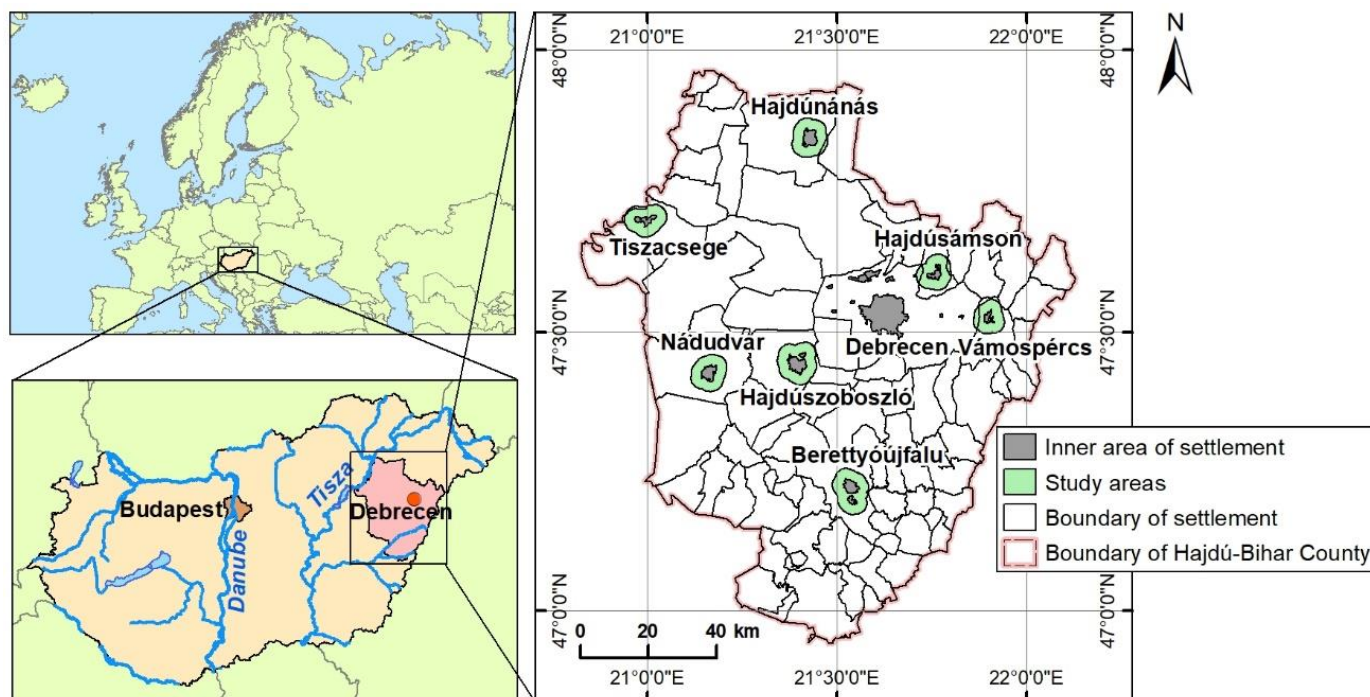 N
21°0'0"E
21°30'0"E
22°0'0"E
48°0'0"N
48°0'0"N
Hajdúnánás
Tiszacsege
Hajdúsámson
47°30'0"N
47°30'0"N
Nádudvar
Debrecen
Vámospércs
Hajdúszoboszló
Berettyóújfalu
Inner area of settlement
Study areas
Boundary of settlement
Boundary of Hajdú-Bihar County
47°0'0"N
47°0'0"N
0 20 40 km
21°0'0"E
21°30'0"E
22°0'0"E
Tisza
Budapest
Debrecen
Danube